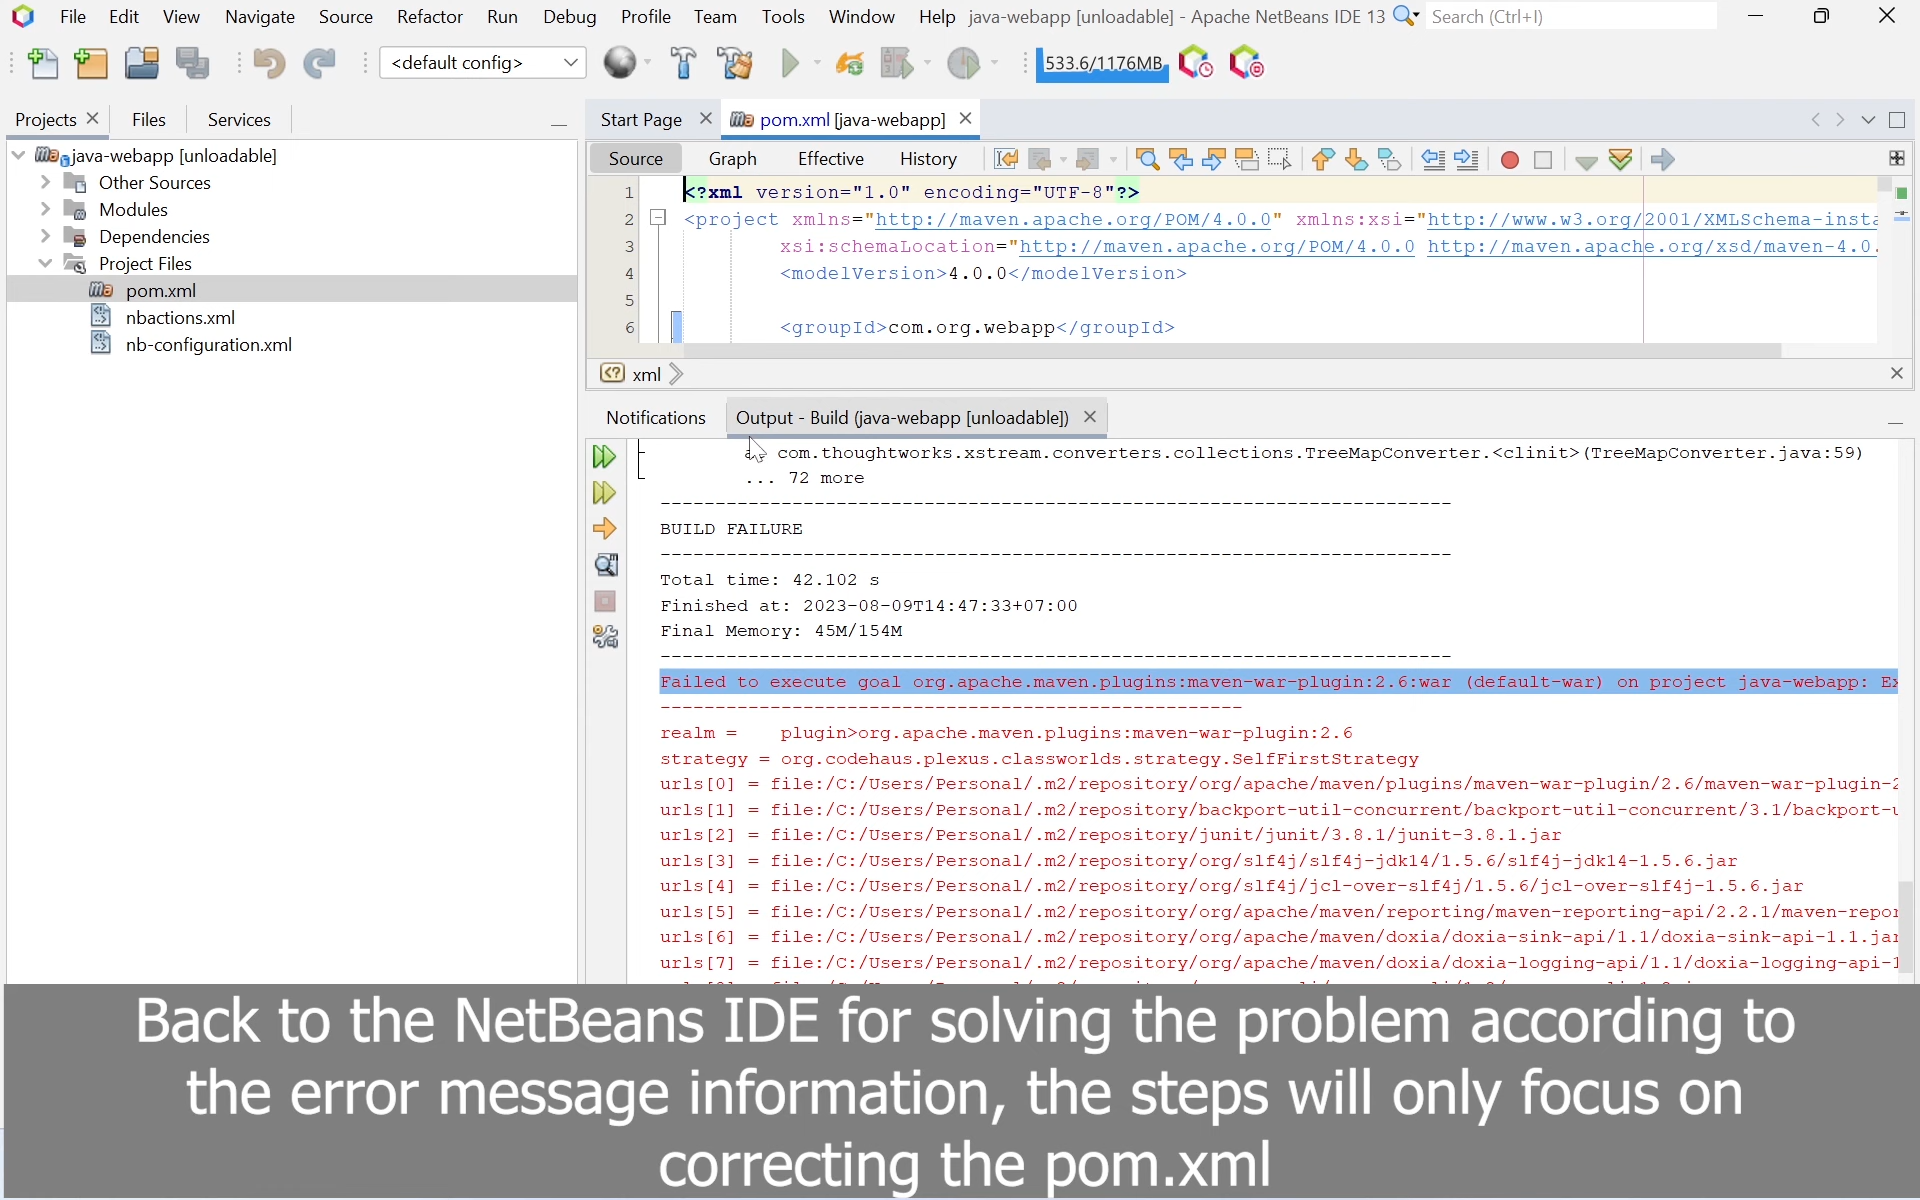 File Edit View Navigate Source Refactor Run Debug Profile Team Tools Window Help java-webapp [unloadable] - Apache NetBeans IDE 13 Search (Ctrl+I)
<default config> 533.6/1176MB
Projects Files Services
java-webapp [unloadable]
Other Sources
Modules
Dependencies
Project Files
pom.xml
nbactions.xml
nb-configuration.xml
Start Page pom.xml [java-webapp]
Source Graph Effective History
1 <?xml version="1.0" encoding="UTF-8"?>
2 <project xmlns="http://maven.apache.org/POM/4.0.0" xmlns:xsi="http://www.w3.org/2001/XMLSchema-insta
3 xsi:schemaLocation="http://maven.apache.org/POM/4.0.0 http://maven.apache.org/xsd/maven-4.0.
4 <modelVersion>4.0.0</modelVersion>
5
6 <groupId>com.org.webapp</groupId>
xml
Notifications Output - Build (java-webapp [unloadable])
com.thoughtworks.xstream.converters.collections.TreeMapConverter.<clinit>(TreeMapConverter.java:59)
... 72 more
------------------------------------------------------------------------
BUILD FAILURE
------------------------------------------------------------------------
Total time: 42.102 s
Finished at: 2023-08-09T14:47:33+07:00
Final Memory: 45M/154M
------------------------------------------------------------------------
Failed to execute goal org.apache.maven.plugins:maven-war-plugin:2.6:war (default-war) on project java-webapp: Ex
-----------------------------------------------------
realm = plugin>org.apache.maven.plugins:maven-war-plugin:2.6
strategy = org.codehaus.plexus.classworlds.strategy.SelfFirstStrategy
urls[0] = file:/C:/Users/Personal/.m2/repository/org/apache/maven/plugins/maven-war-plugin/2.6/maven-war-plugin-2
urls[1] = file:/C:/Users/Personal/.m2/repository/backport-util-concurrent/backport-util-concurrent/3.1/backport-u
urls[2] = file:/C:/Users/Personal/.m2/repository/junit/junit/3.8.1/junit-3.8.1.jar
urls[3] = file:/C:/Users/Personal/.m2/repository/org/slf4j/slf4j-jdk14/1.5.6/slf4j-jdk14-1.5.6.jar
urls[4] = file:/C:/Users/Personal/.m2/repository/org/slf4j/jcl-over-slf4j/1.5.6/jcl-over-slf4j-1.5.6.jar
urls[5] = file:/C:/Users/Personal/.m2/repository/org/apache/maven/reporting/maven-reporting-api/2.2.1/maven-repor
urls[6] = file:/C:/Users/Personal/.m2/repository/org/apache/maven/doxia/doxia-sink-api/1.1/doxia-sink-api-1.1.jar
urls[7] = file:/C:/Users/Personal/.m2/repository/org/apache/maven/doxia/doxia-logging-api/1.1/doxia-logging-api-1
Back to the NetBeans IDE for solving the problem according to
the error message information, the steps will only focus on
correcting the pom.xml